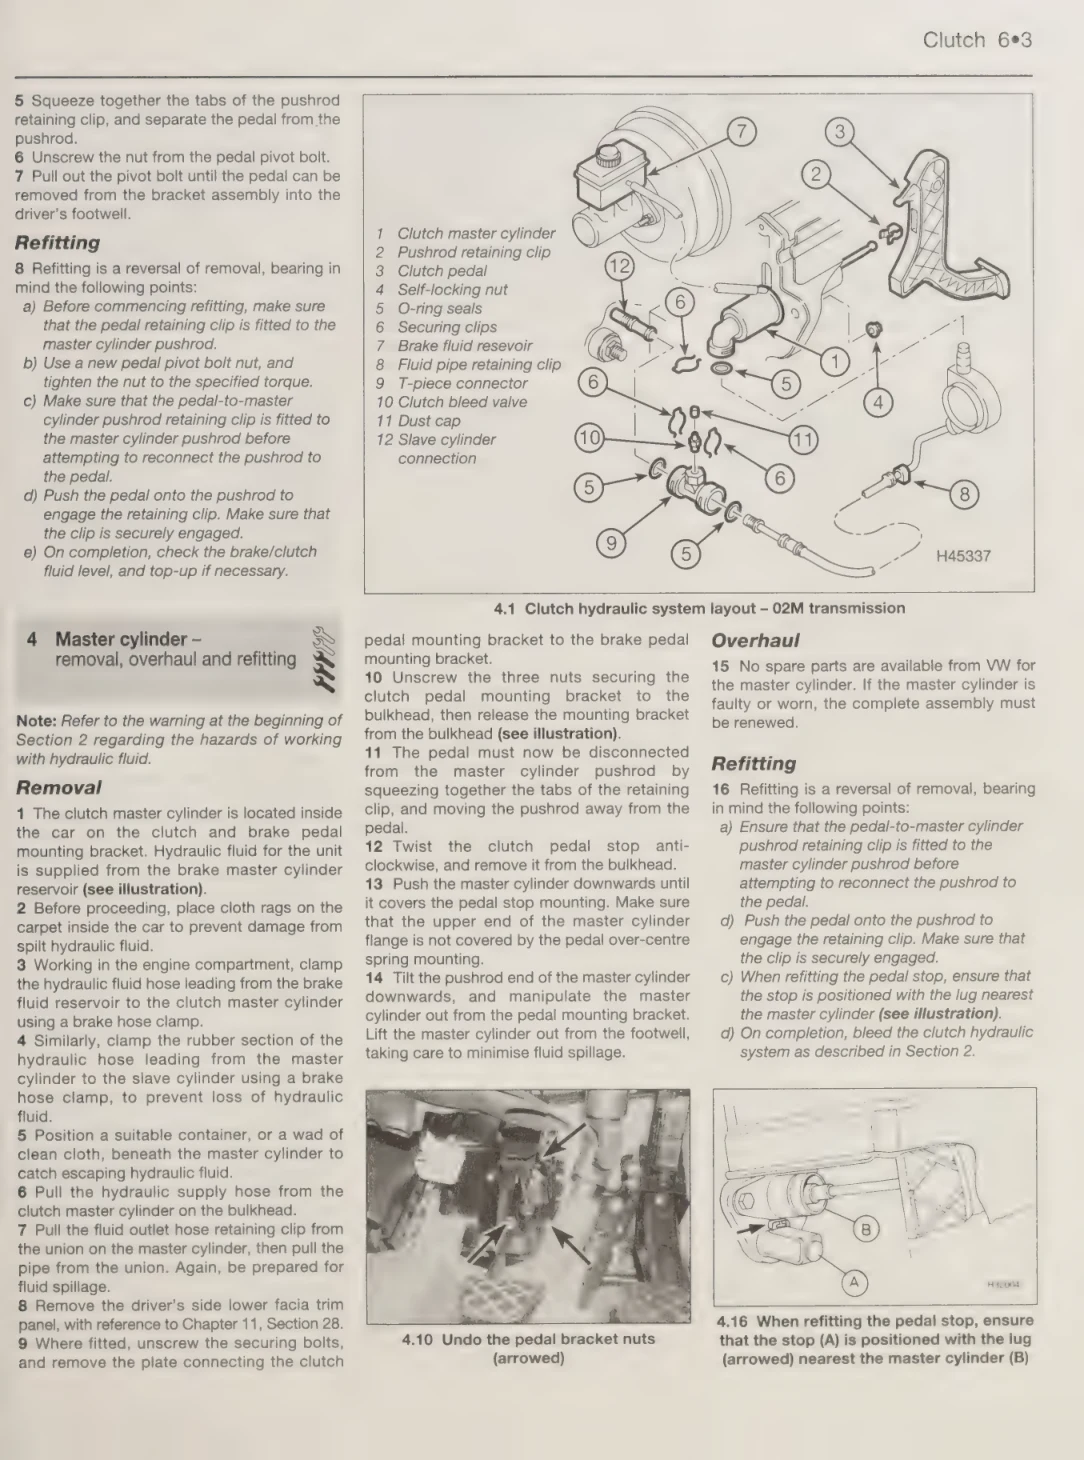 Clutch 6•3
5 Squeeze together the tabs of the pushrod
retaining clip, and separate the pedal from the
pushrod.
6 Unscrew the nut from the pedal pivot bolt.
7 Pull out the pivot bolt until the pedal can be
removed from the bracket assembly into the
driver's footwell.
Refitting
8 Refitting is a reversal of removal, bearing in
mind the following points:
a) Before commencing refitting, make sure
that the pedal retaining clip is fitted to the
master cylinder pushrod.
b) Use a new pedal pivot bolt nut, and
tighten the nut to the specified torque.
c) Make sure that the pedal-to-master
cylinder pushrod retaining clip is fitted to
the master cylinder pushrod before
attempting to reconnect the pushrod to
the pedal.
d) Push the pedal onto the pushrod to
engage the retaining clip. Make sure that
the clip is securely engaged.
e) On completion, check the brake/clutch
fluid level, and top-up if necessary.
1 Clutch master cylinder
2 Pushrod retaining clip
3 Clutch pedal
4 Self-locking nut
5 O-ring seals
6 Securing clips
7 Brake fluid resevoir
8 Fluid pipe retaining clip
9 T-piece connector
10 Clutch bleed valve
11 Dust cap
12 Slave cylinder
connection
7
3
2
12
6
1
5
4
6
10
11
6
5
8
9
5
H45337
4.1 Clutch hydraulic system layout – 02M transmission
4 Master cylinder –
removal, overhaul and refitting
Note: Refer to the warning at the beginning of
Section 2 regarding the hazards of working
with hydraulic fluid.
Removal
1 The clutch master cylinder is located inside
the car on the clutch and brake pedal
mounting bracket. Hydraulic fluid for the unit
is supplied from the brake master cylinder
reservoir (see illustration).
2 Before proceeding, place cloth rags on the
carpet inside the car to prevent damage from
spilt hydraulic fluid.
3 Working in the engine compartment, clamp
the hydraulic fluid hose leading from the brake
fluid reservoir to the clutch master cylinder
using a brake hose clamp.
4 Similarly, clamp the rubber section of the
hydraulic hose leading from the master
cylinder to the slave cylinder using a brake
hose clamp, to prevent loss of hydraulic
fluid.
5 Position a suitable container, or a wad of
clean cloth, beneath the master cylinder to
catch escaping hydraulic fluid.
6 Pull the hydraulic supply hose from the
clutch master cylinder on the bulkhead.
7 Pull the fluid outlet hose retaining clip from
the union on the master cylinder, then pull the
pipe from the union. Again, be prepared for
fluid spillage.
8 Remove the driver's side lower facia trim
panel, with reference to Chapter 11, Section 28.
9 Where fitted, unscrew the securing bolts,
and remove the plate connecting the clutch
pedal mounting bracket to the brake pedal
mounting bracket.
10 Unscrew the three nuts securing the
clutch pedal mounting bracket to the
bulkhead, then release the mounting bracket
from the bulkhead (see illustration).
11 The pedal must now be disconnected
from the master cylinder pushrod by
squeezing together the tabs of the retaining
clip, and moving the pushrod away from the
pedal.
12 Twist the clutch pedal stop anti-
clockwise, and remove it from the bulkhead.
13 Push the master cylinder downwards until
it covers the pedal stop mounting. Make sure
that the upper end of the master cylinder
flange is not covered by the pedal over-centre
spring mounting.
14 Tilt the pushrod end of the master cylinder
downwards, and manipulate the master
cylinder out from the pedal mounting bracket.
Lift the master cylinder out from the footwell,
taking care to minimise fluid spillage.
4.10 Undo the pedal bracket nuts
(arrowed)
Overhaul
15 No spare parts are available from VW for
the master cylinder. If the master cylinder is
faulty or worn, the complete assembly must
be renewed.
Refitting
16 Refitting is a reversal of removal, bearing
in mind the following points:
a) Ensure that the pedal-to-master cylinder
pushrod retaining clip is fitted to the
master cylinder pushrod before
attempting to reconnect the pushrod to
the pedal.
d) Push the pedal onto the pushrod to
engage the retaining clip. Make sure that
the clip is securely engaged.
c) When refitting the pedal stop, ensure that
the stop is positioned with the lug nearest
the master cylinder (see illustration).
d) On completion, bleed the clutch hydraulic
system as described in Section 2.
B
A
4.16 When refitting the pedal stop, ensure
that the stop (A) is positioned with the lug
(arrowed) nearest the master cylinder (B)